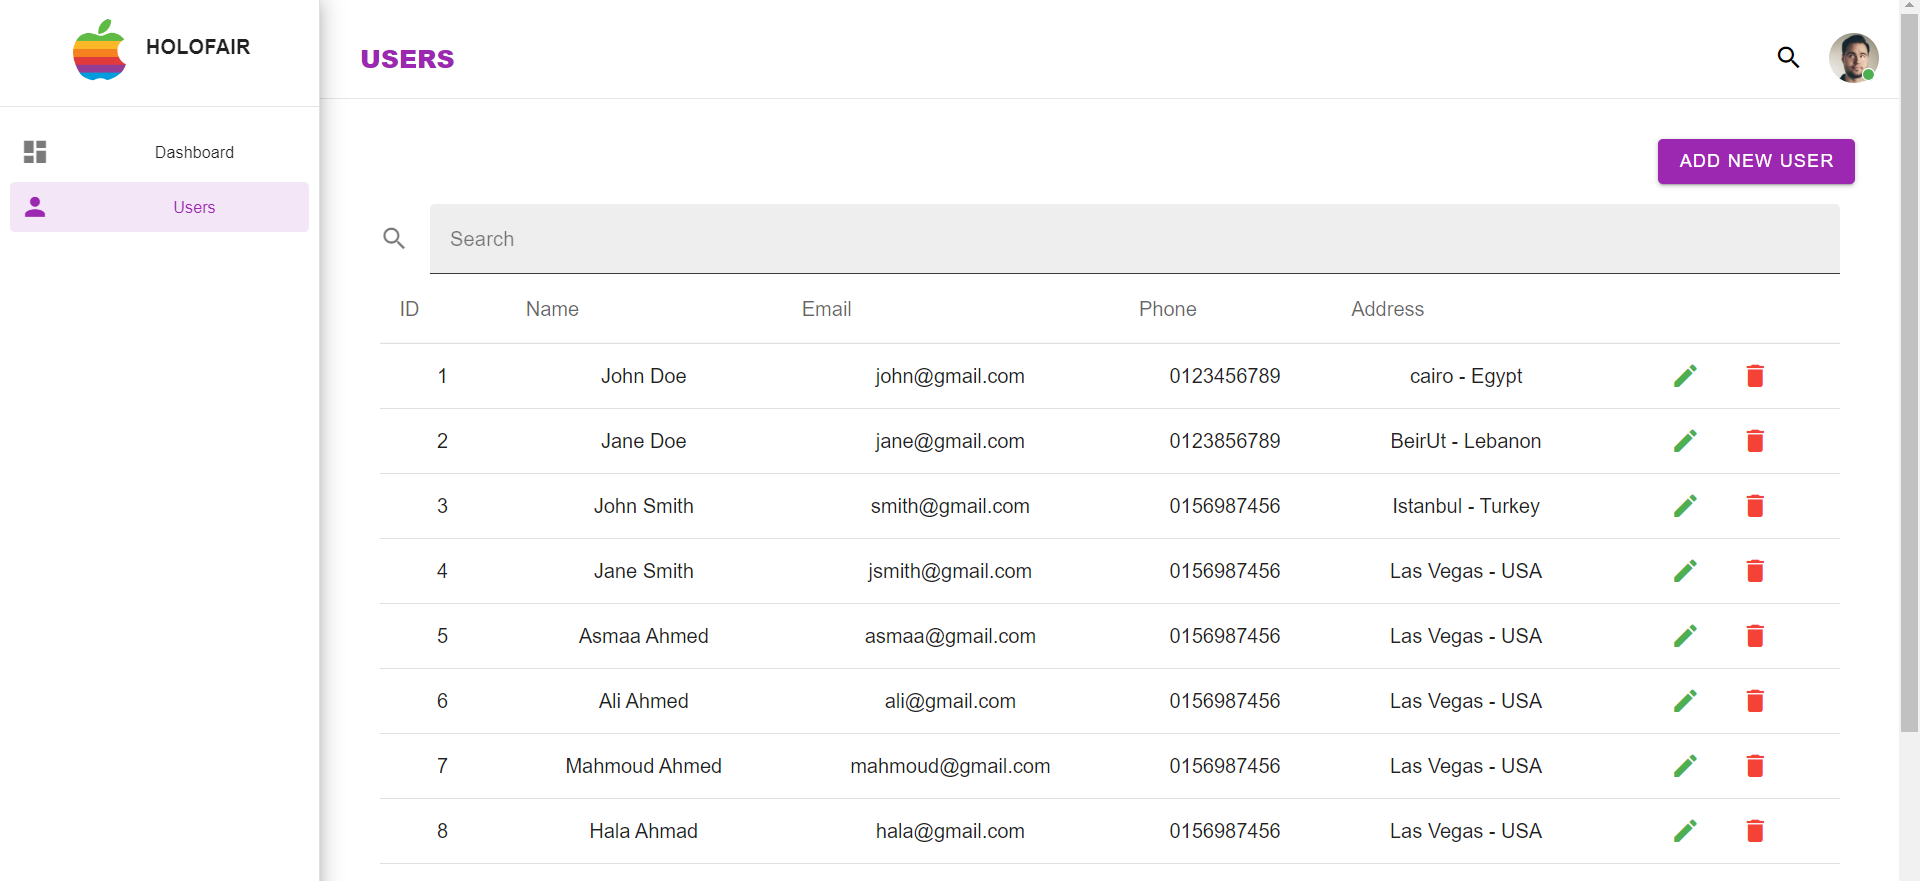 HOLOFAIR
Dashboard
Users
USERS
ADD NEW USER
Search
ID Name Email Phone Address
1 John Doe john@gmail.com 0123456789 cairo - Egypt
2 Jane Doe jane@gmail.com 0123856789 BeirUt - Lebanon
3 John Smith smith@gmail.com 0156987456 Istanbul - Turkey
4 Jane Smith jsmith@gmail.com 0156987456 Las Vegas - USA
5 Asmaa Ahmed asmaa@gmail.com 0156987456 Las Vegas - USA
6 Ali Ahmed ali@gmail.com 0156987456 Las Vegas - USA
7 Mahmoud Ahmed mahmoud@gmail.com 0156987456 Las Vegas - USA
8 Hala Ahmad hala@gmail.com 0156987456 Las Vegas - USA